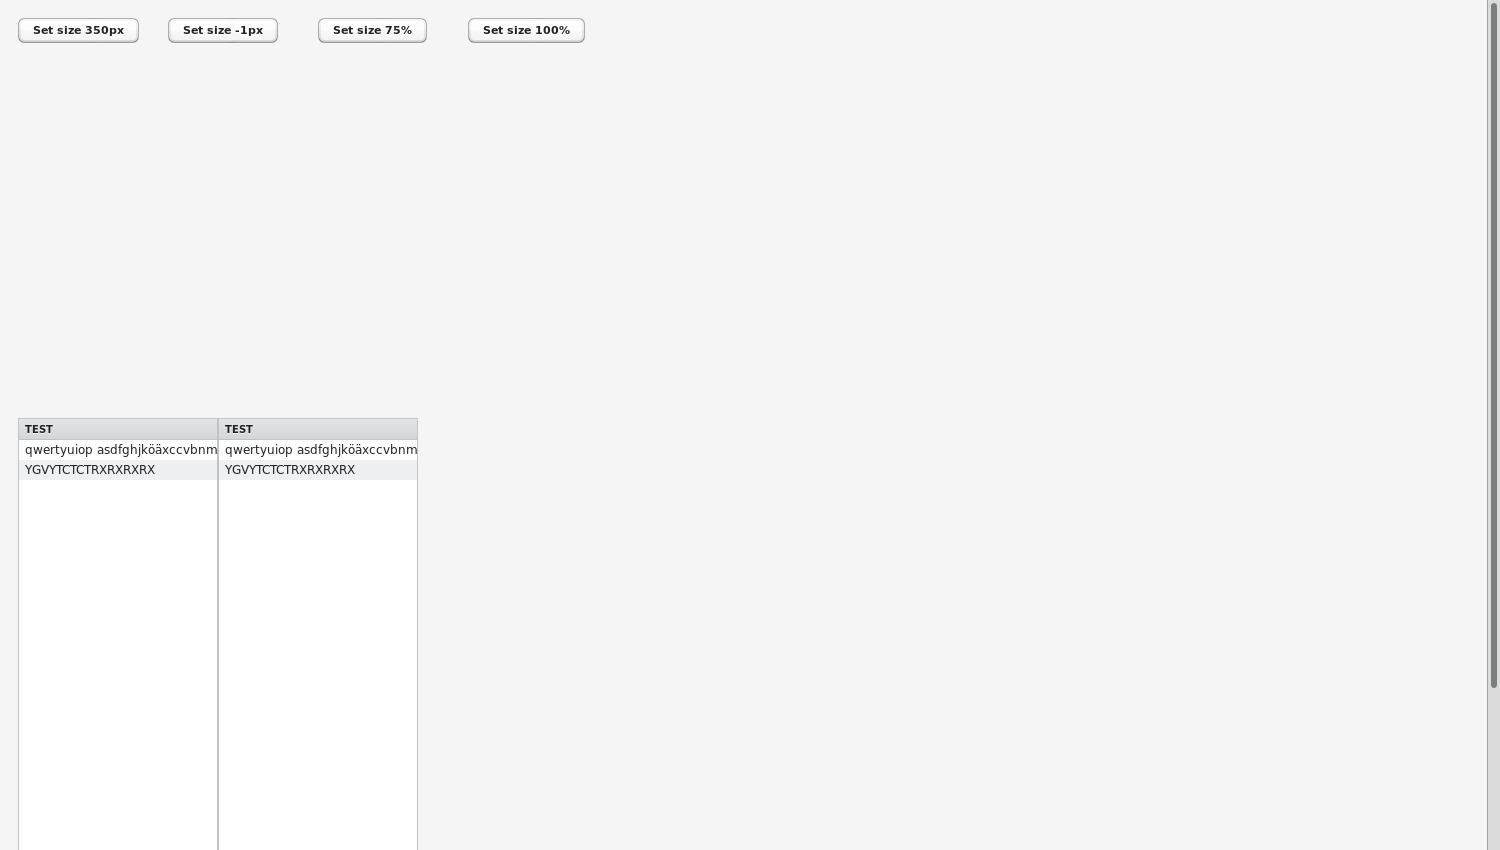 Set size 350px Set size -1px Set size 75% Set size 100%
TEST TEST
qwertyuiop asdfghjköäxccvbnm qwertyuiop asdfghjköäxccvbnm
YGVYTCTCTRXRXRXRX YGVYTCTCTRXRXRXRX